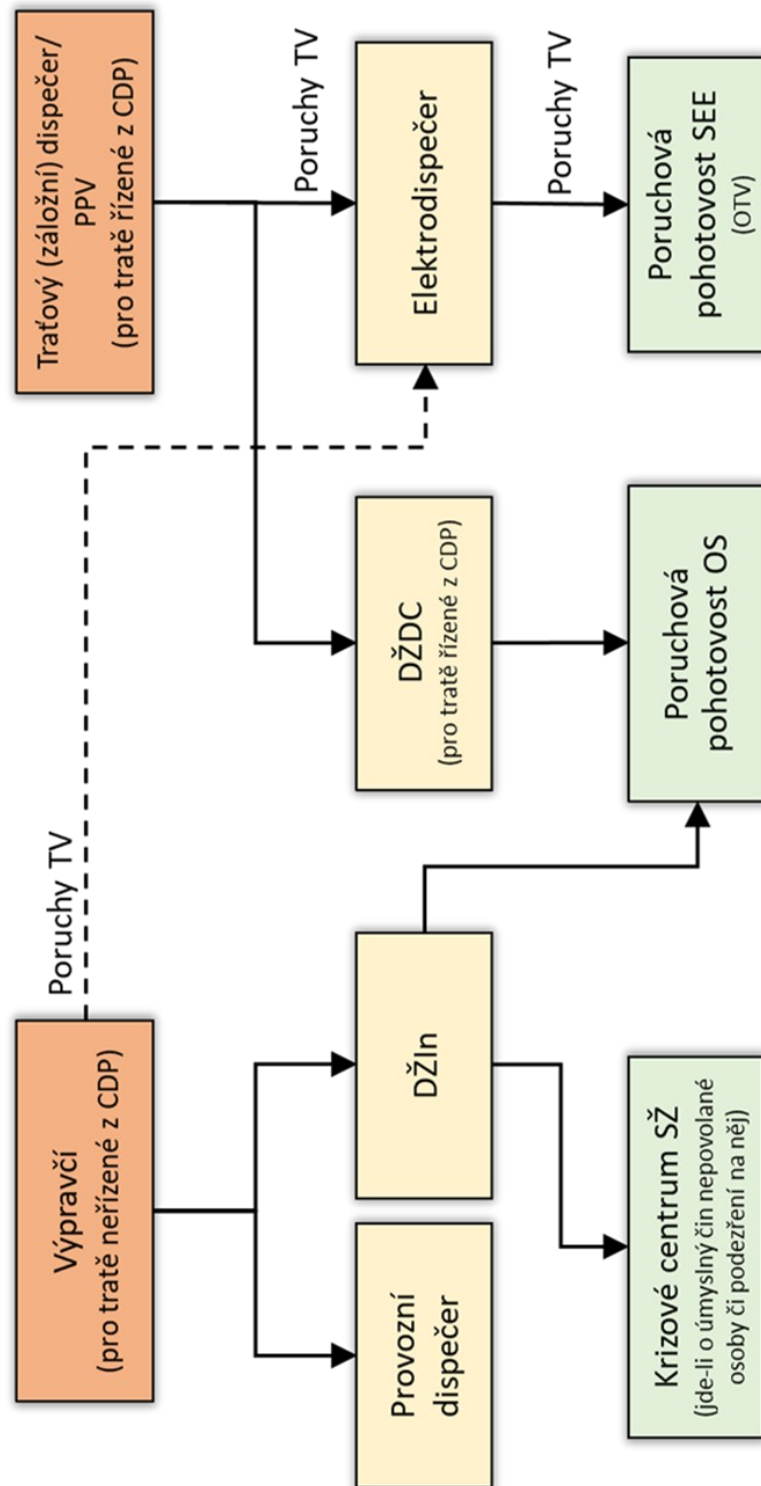 Výpravčí
(pro tratě neřízené z CDP)
Poruchy TV
Traťový (záložní) dispečer/
PPV
(pro tratě řízené z CDP)
Poruchy TV
Provozní
dispečer
DŽIn
DŽDC
(pro tratě řízené z CDP)
Elektrodispečer
Poruchy TV
Krizové centrum SŽ
(jde-li o úmyslný čin nepovolané
osoby či podezření na něj)
Poruchová
pohotovost OS
Poruchová
pohotovost SEE
(OTV)